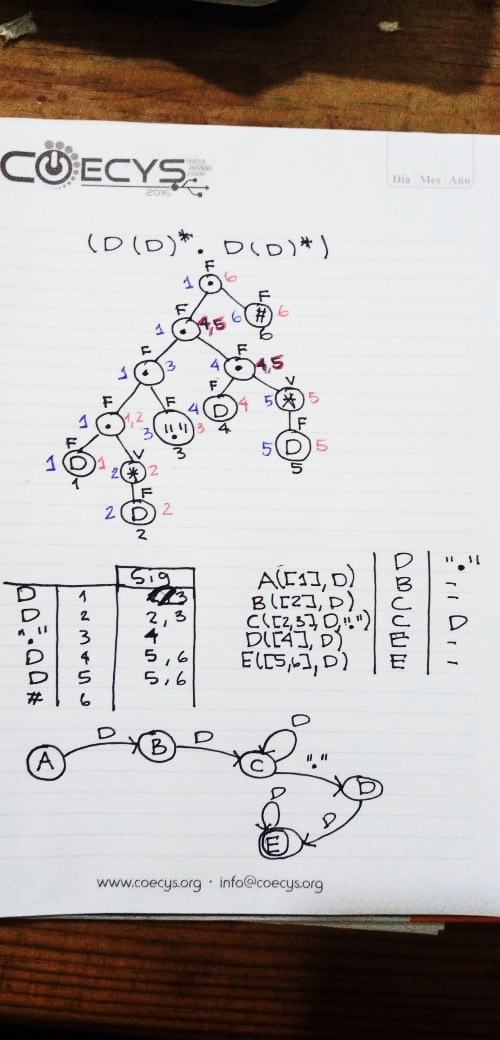 COECYS
2016
Día Mes Año
(D(D)*. D(D)*)
F
1 • 6
F F
1 • 4,5 6 # 6
6
F F
1 • 3 4 • 4,5
F F F V
1 • 1,2 3 "." 3 4 D 4 5 * 5
3 4
F V F
1 D 1 2 * 2 5 D 5
1 5
F
2 D 2
2
Sig
D 1 3
D 2 2,3
"." 3 4
D 4 5,6
D 5 5,6
# 6
D "."
A([1], D) B -
B([2], D) C -
C([2,3], D, ".") C D
D([4], D) E -
E([5,6], D) E -
A D B D C D "." D D E D
www.coecys.org · info@coecys.org